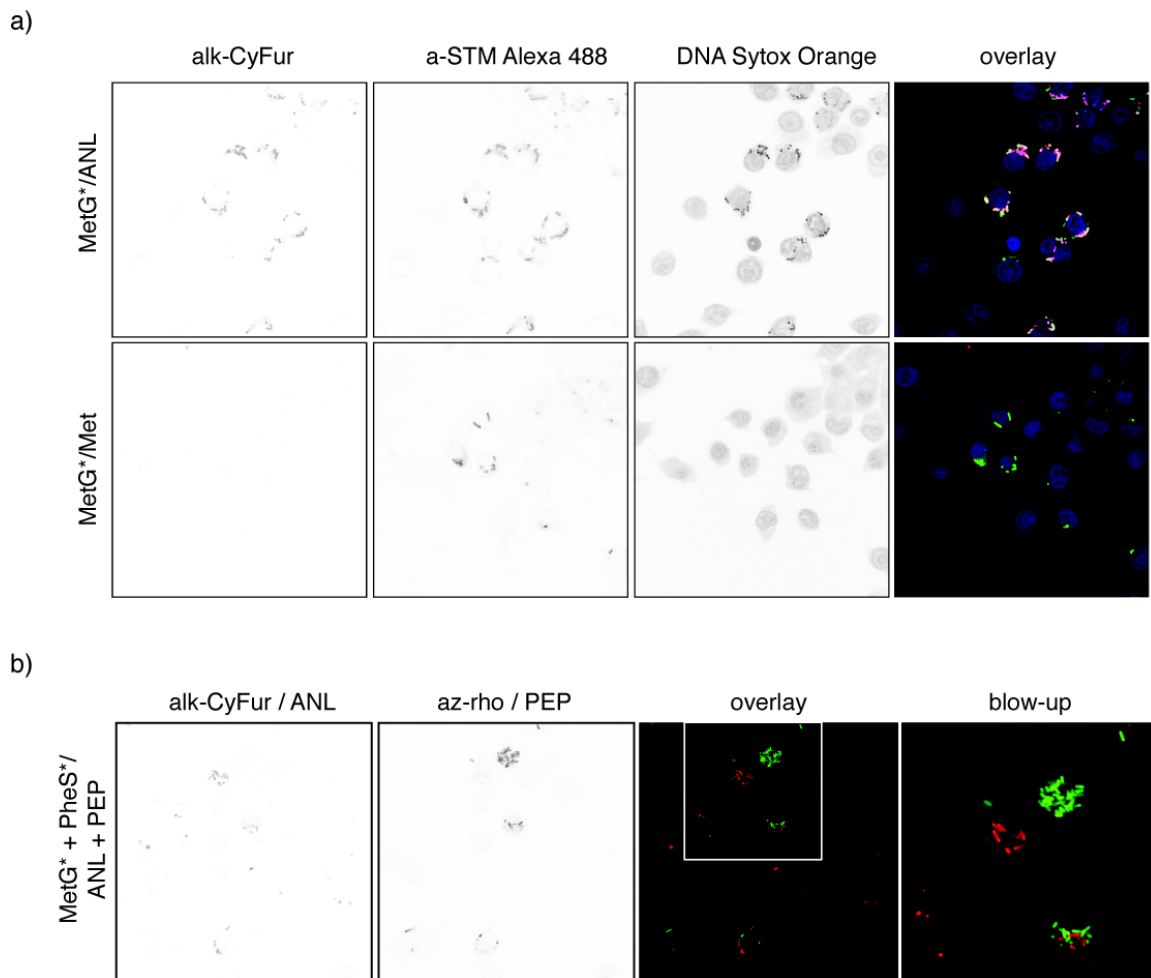 a)
alk-CyFur
a-STM Alexa 488
DNA Sytox Orange
overlay
MetG*/ANL
MetG*/Met
b)
alk-CyFur / ANL
az-rho / PEP
overlay
blow-up
MetG* + PheS*/
ANL + PEP